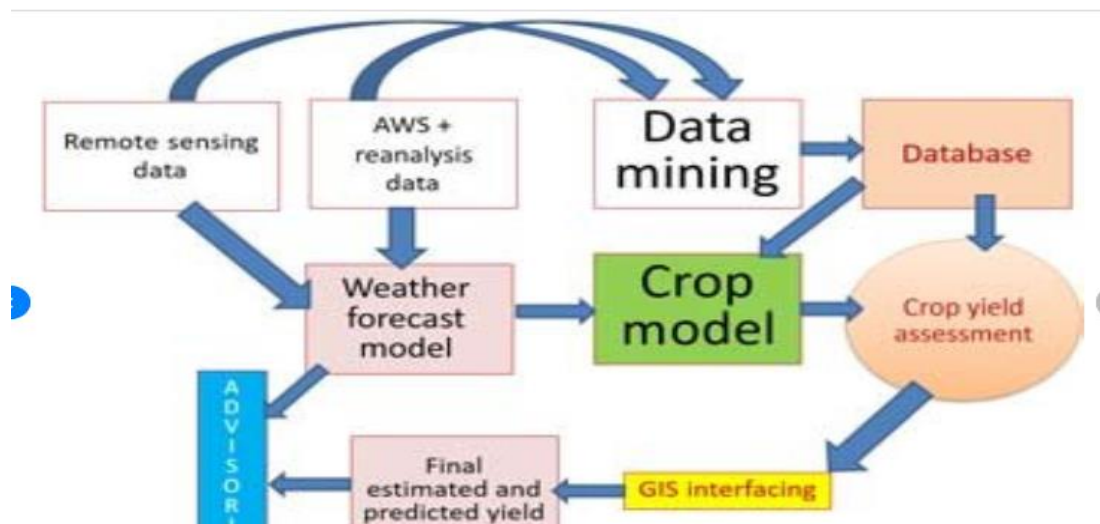 Remote sensing
data
AWS +
reanalysis
data
Data
mining
Database
Weather
forecast
model
Crop
model
Crop yield
assessment
A
D
V
I
S
O
R
Final
estimated and
predicted yield
GIS interfacing